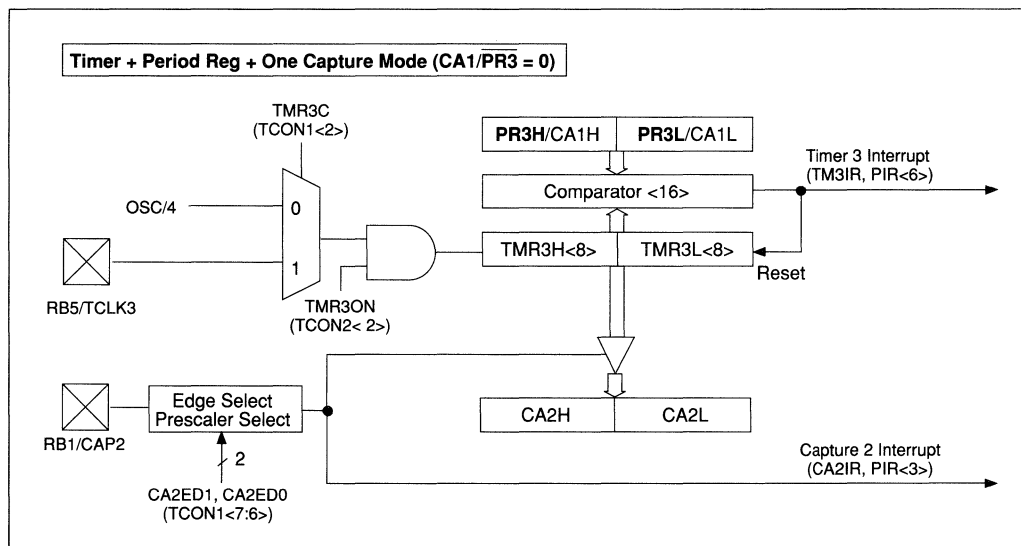 Timer + Period Reg + One Capture Mode (CA1/PR3 = 0)
TMR3C
(TCON1<2>)
PR3H/CA1H
PR3L/CA1L
Timer 3 Interrupt
(TM3IR, PIR<6>)
Comparator <16>
OSC/4
0
1
TMR3H<8>
TMR3L<8>
Reset
RB5/TCLK3
TMR3ON
(TCON2< 2>)
Edge Select
Prescaler Select
RB1/CAP2
2
CA2ED1, CA2ED0
(TCON1<7:6>)
CA2H
CA2L
Capture 2 Interrupt
(CA2IR, PIR<3>)